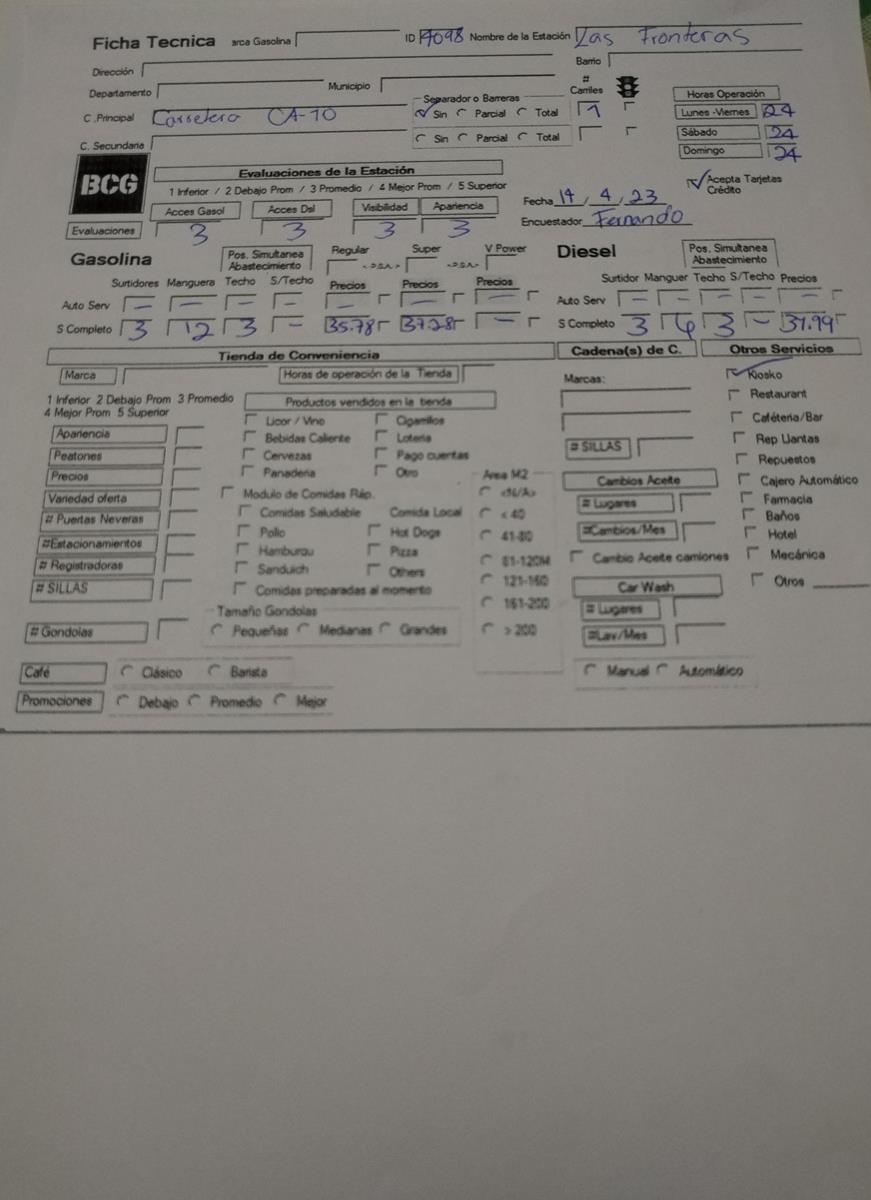 Ficha Tecnica arca Gasolina ID 4098 Nombre de la Estación Las Fronteras
Dirección Barrio
Departamento Municipio
C .Principal Carretera CA-10 Separador o Barreras Sin Parcial Total # Carriles 1
C. Secundaria Sin Parcial Total
Horas Operación
Lunes -Viernes 24
Sábado 24
Domingo 24
BCG
Evaluaciones de la Estación
1 Inferior / 2 Debajo Prom / 3 Promedio / 4 Mejor Prom / 5 Superior
Acepta Tarjetas Crédito
Acces Gasol Acces Dsl Visibilidad Apariencia
Fecha 14 / 4 / 23
Evaluaciones 3 3 3 3
Encuestador Fernando
Gasolina Pos. Simultanea Abastecimiento Regular Super V Power
Diesel Pos. Simultanea Abastecimiento
Surtidores Manguera Techo S/Techo Precios Precios Precios Surtidor Manguer Techo S/Techo Precios
Auto Serv - - - - - - - Auto Serv - - - - -
S Completo 3 12 3 - 35.78 37.28 - S Completo 3 3 -
Tienda de Conveniencia Cadena(s) de C. Otros Servicios
Marca Horas de operación de la Tienda
1 Inferior 2 Debajo Prom 3 Promedio
4 Mejor Prom 5 Superior
Apariencia
Peatones
Precios
Variedad oferta
# Puertas Neveras
#Estacionamientos
# Registradoras
# SILLAS
# Gondolas
Productos vendidos en la tienda
Licor / Vino Cigarrillos
Bebidas Caliente Loteria
Cervezas Pago cuentas
Panaderia Otro
Modulo de Comidas Ráp.
Comidas Saludable Comida Local
Pollo Hot Dogs
Hamburgu Pizza
Sanduich Others
Comidas preparadas al momento
Tamaño Gondolas
Pequeñas Medianas Grandes
Area M2
<N/A>
< 40
41-80
81-120M
121-160
161-200
> 200
Marcas:
# SILLAS
Cambios Aceite
# Lugares
#Cambios/Mes
Cambio Aceite camiones
Car Wash
# Lugares
#Lav/Mes
Manual Automático
Kiosko
Restaurant
Caféteria/Bar
Rep Llantas
Repuestos
Cajero Automático
Farmacia
Baños
Hotel
Mecánica
Otros
Café Clásico Barista
Promociones Debajo Promedio Mejor